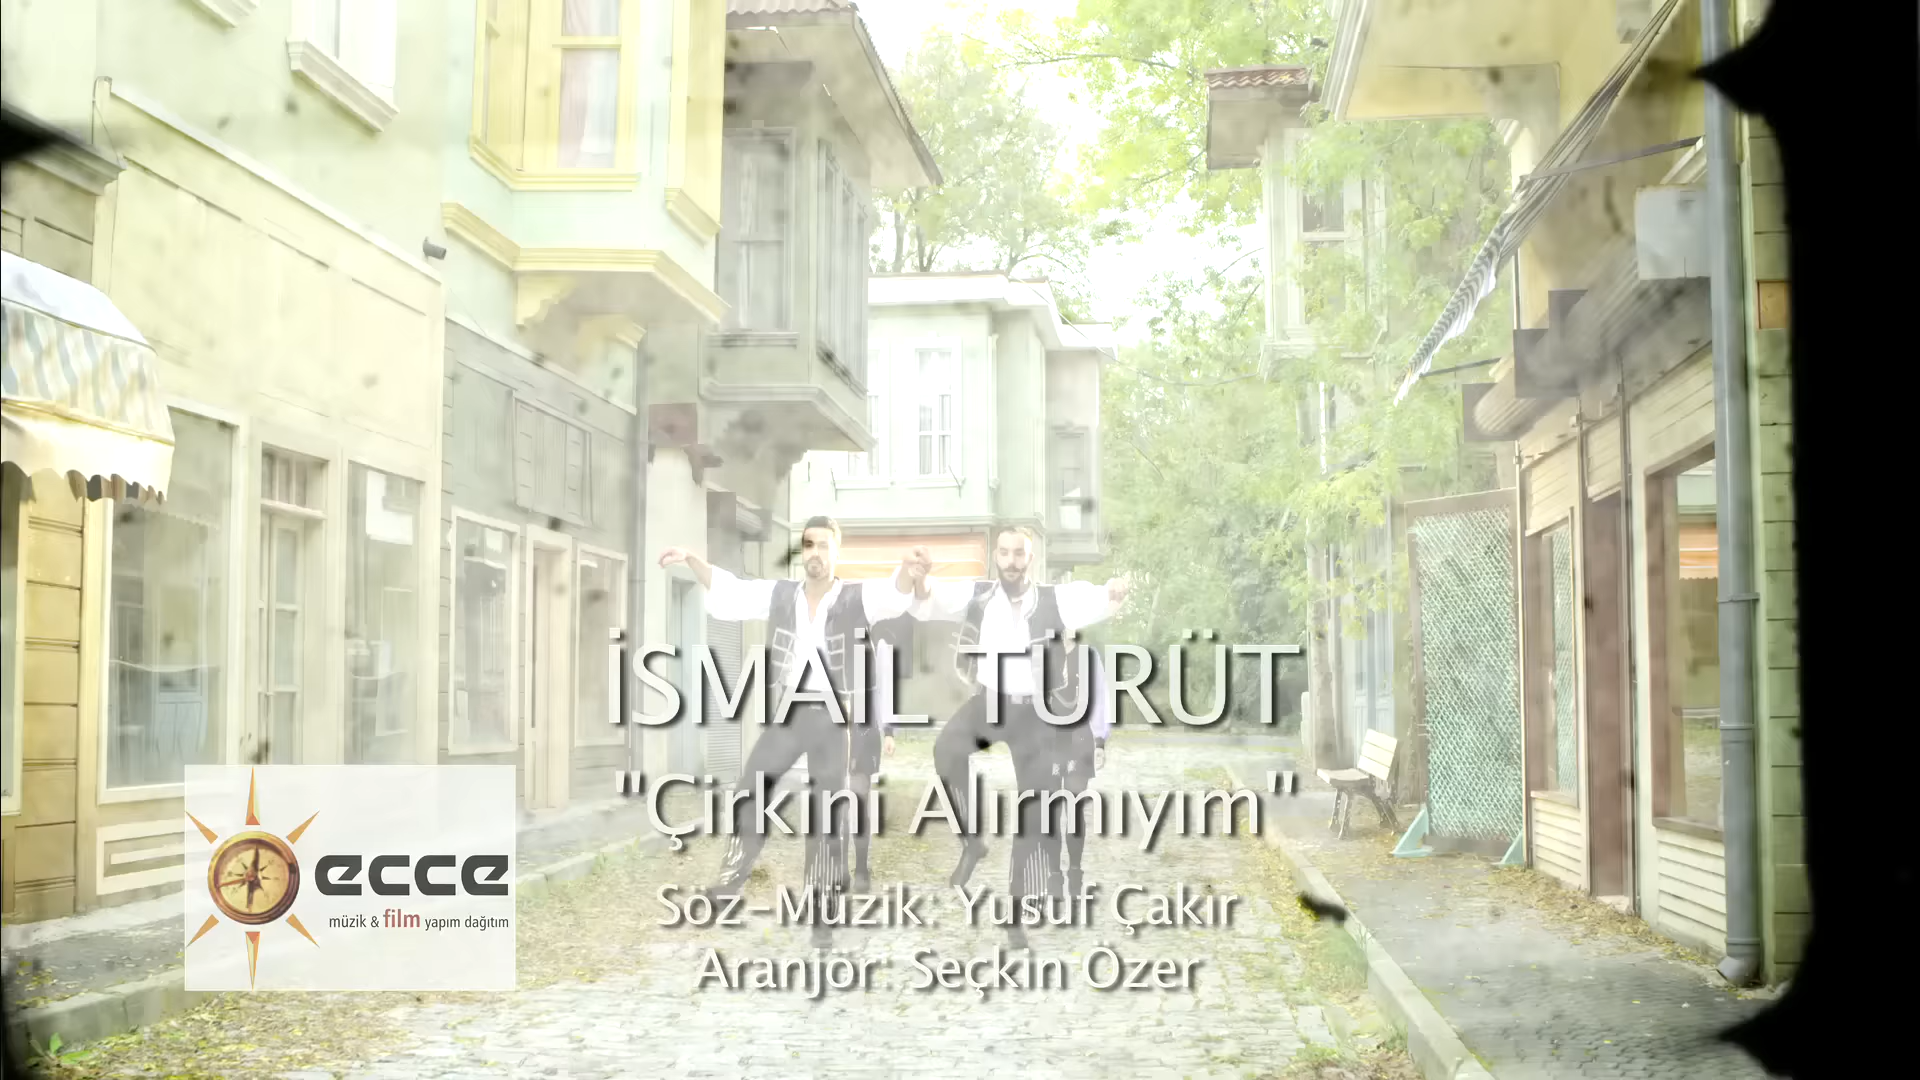 İSMAİL TÜRÜT
"Çirkini Alırmıyım"
Söz-Müzik: Yusuf Çakır
Aranjör: Seçkin Özer
ecce
müzik & film yapım dağıtım